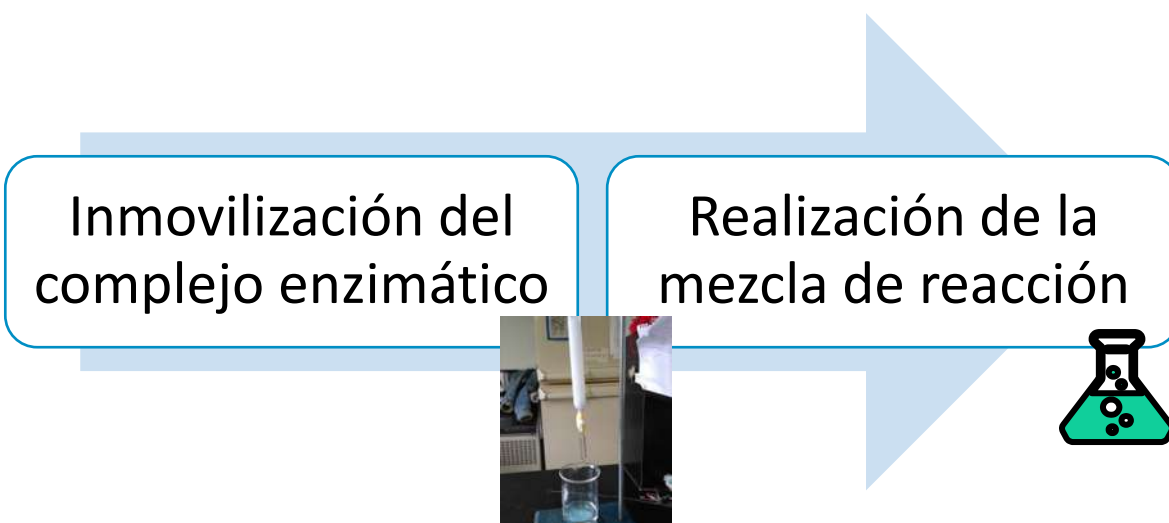 Inmovilización del
complejo enzimático
Realización de la
mezcla de reacción